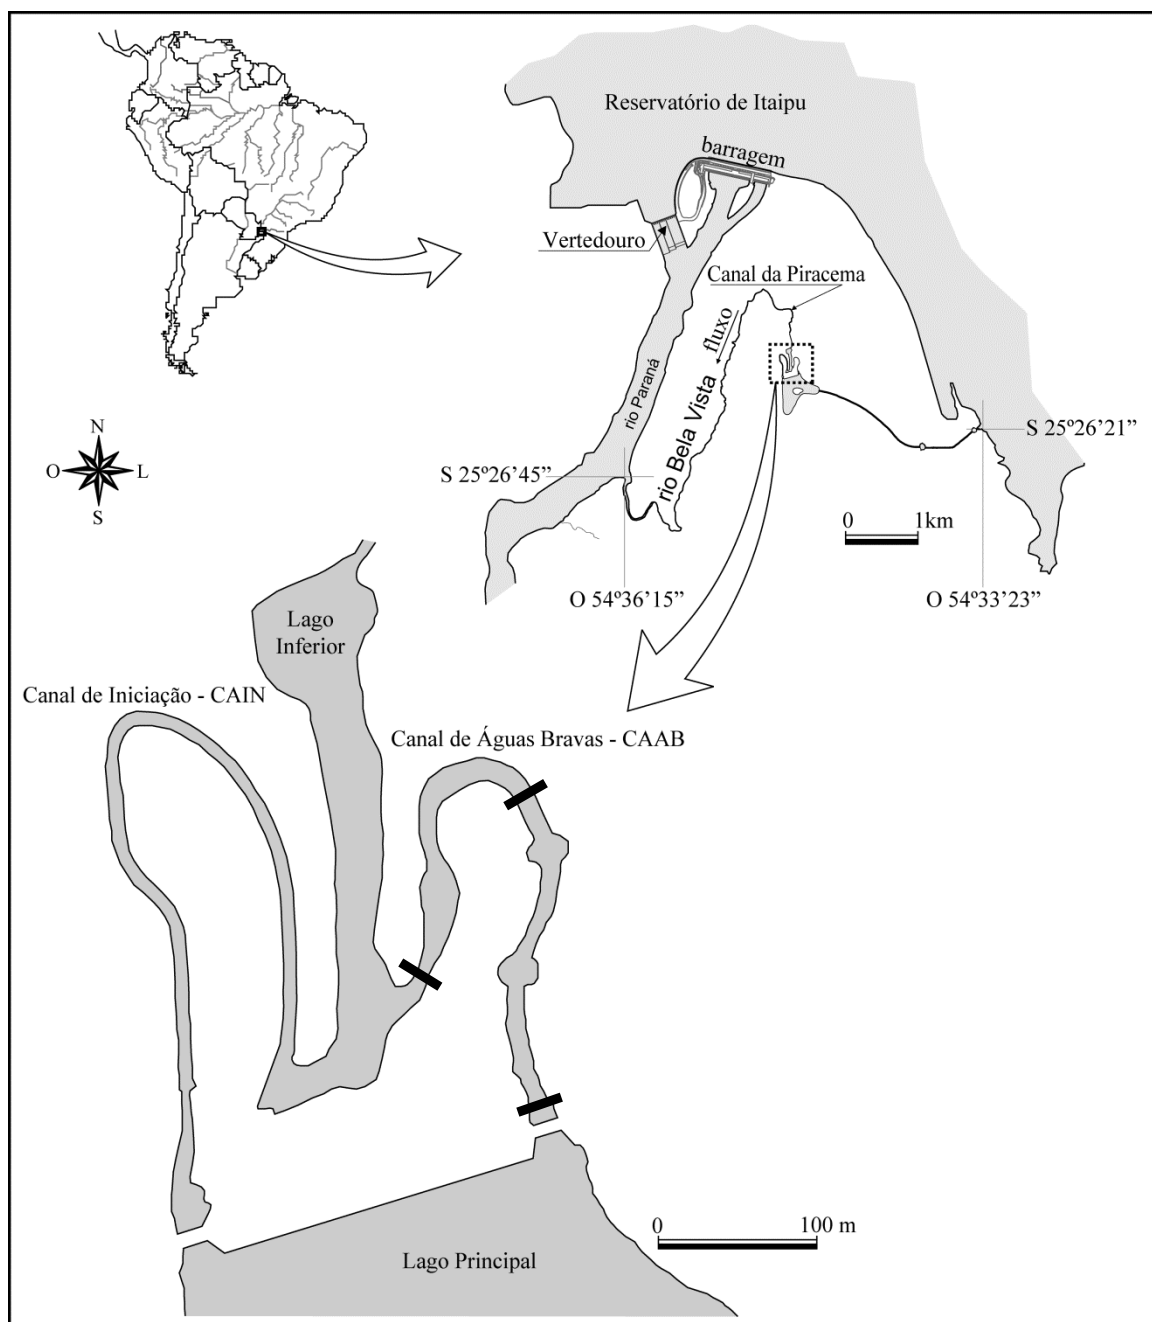 Reservatório de Itaipu
barragem
Vertedouro
Canal da Piracema
fluxo
rio Paraná
rio Bela Vista
S 25º26’21”
S 25º26’45”
N
O
L
S
0
1km
O 54º36’15”
O 54º33’23”
Lago
Inferior
Canal de Iniciação - CAIN
Canal de Águas Bravas - CAAB
0
100 m
Lago Principal